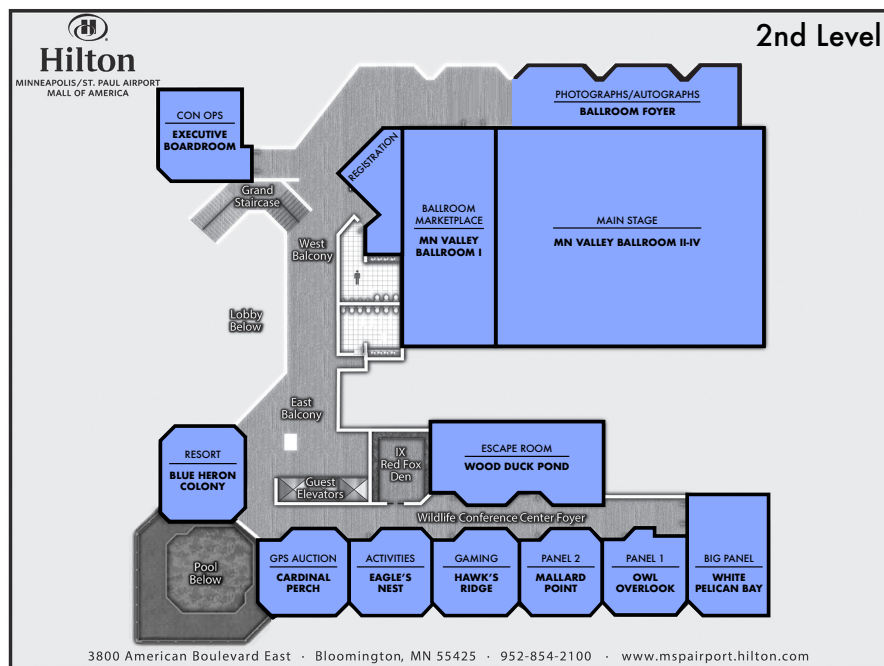 2nd Level
Hilton
MINNEAPOLIS/ST. PAUL AIRPORT
MALL OF AMERICA
CON OPS
EXECUTIVE
BOARDROOM
PHOTOGRAPHS/AUTOGRAPHS
BALLROOM FOYER
REGISTRATION
Grand
Staircase
BALLROOM
MARKETPLACE
MN VALLEY
BALLROOM I
MAIN STAGE
MN VALLEY BALLROOM II-IV
West
Balcony
Lobby
Below
East
Balcony
RESORT
BLUE HERON
COLONY
IX
Red Fox
Den
ESCAPE ROOM
WOOD DUCK POND
Guest
Elevators
Wildlife Conference Center Foyer
Pool
Below
GPS AUCTION
CARDINAL
PERCH
ACTIVITIES
EAGLE'S
NEST
GAMING
HAWK'S
RIDGE
PANEL 2
MALLARD
POINT
PANEL 1
OWL
OVERLOOK
BIG PANEL
WHITE
PELICAN BAY
3800 American Boulevard East · Bloomington, MN 55425 · 952-854-2100 · www.mspairport.hilton.com